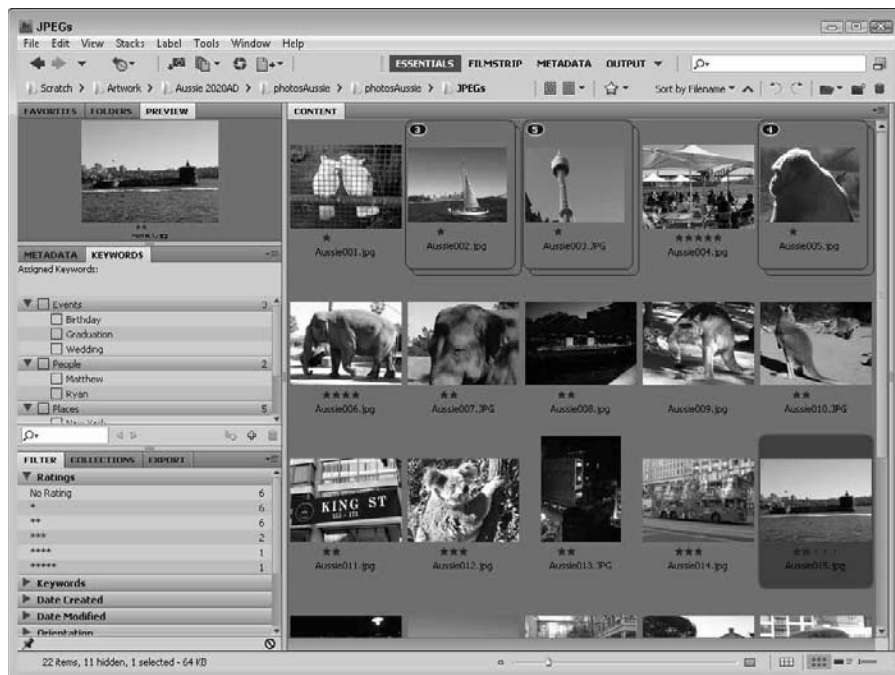 JPEGs
File Edit View Stacks Label Tools Window Help
ESSENTIALS FILMSTRIP METADATA OUTPUT
Scratch > Artwork > Aussie 2020AD > photosAussie > photosAussie > JPEGs
Sort by Filename
FAVORITES FOLDERS PREVIEW
CONTENT
METADATA KEYWORDS
Assigned Keywords:
Events 3
Birthday
Graduation
Wedding
People 2
Matthew
Ryan
Places 5
New York
FILTER COLLECTIONS EXPORT
Ratings
No Rating 6
* 6
** 6
*** 2
**** 1
***** 1
Keywords
Date Created
Date Modified
Orientation
3 5 4
Aussie001.jpg Aussie002.jpg Aussie003.JPG Aussie004.jpg Aussie005.jpg
Aussie006.jpg Aussie007.JPG Aussie008.jpg Aussie009.jpg Aussie010.JPG
KING ST
Aussie011.jpg Aussie012.jpg Aussie013.JPG Aussie014.jpg Aussie015.jpg
22 items, 11 hidden, 1 selected - 64 KB